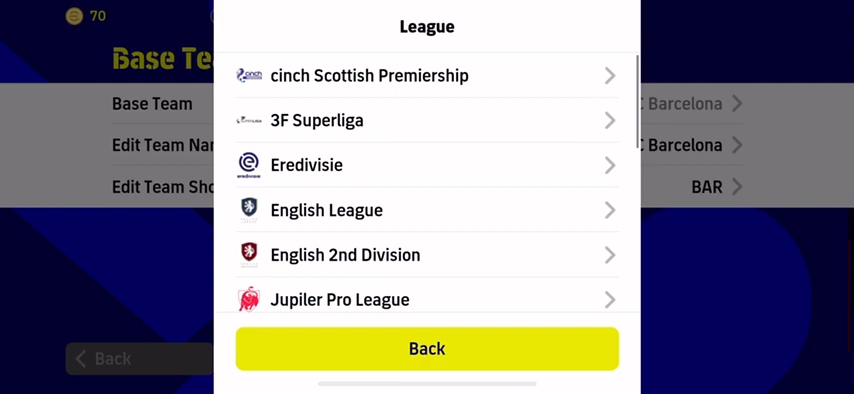 70
League
Base Te
cinch Scottish Premiership
Base Team
3F Superliga
C Barcelona
Edit Team Nar
Eredivisie
C Barcelona
eredivisie
Edit Team Sho
English League
BAR
English 2nd Division
Jupiler Pro League
Back
Back